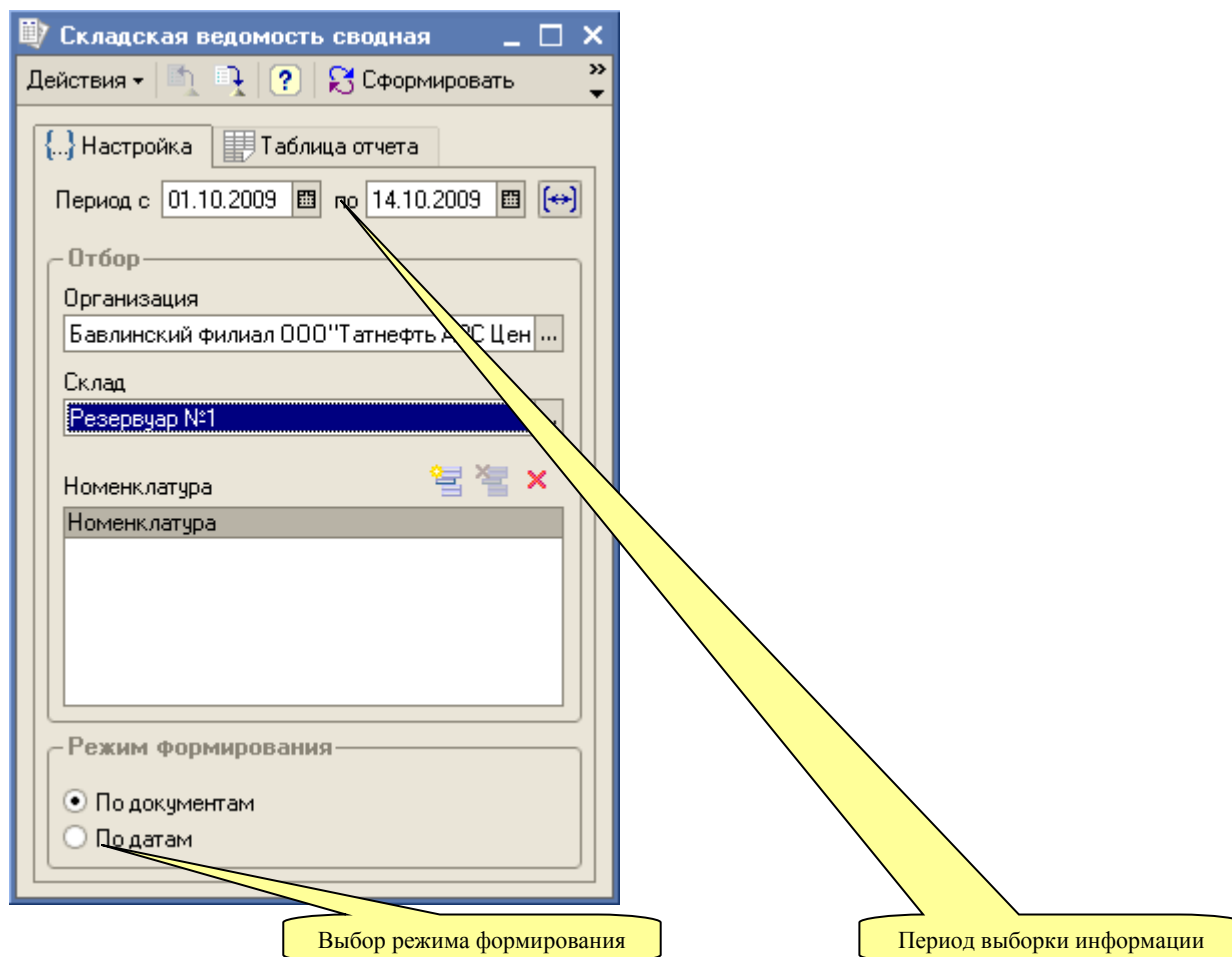 Складская ведомость сводная
Действия Сформировать
{...} Настройка Таблица отчета
Период с 01.10.2009 по 14.10.2009
Отбор
Организация
Бавлинский филиал ООО"Татнефть АЗС Цен ...
Склад
Резервуар №1
Номенклатура
Номенклатура
Режим формирования
По документам
По датам
Выбор режима формирования Период выборки информации